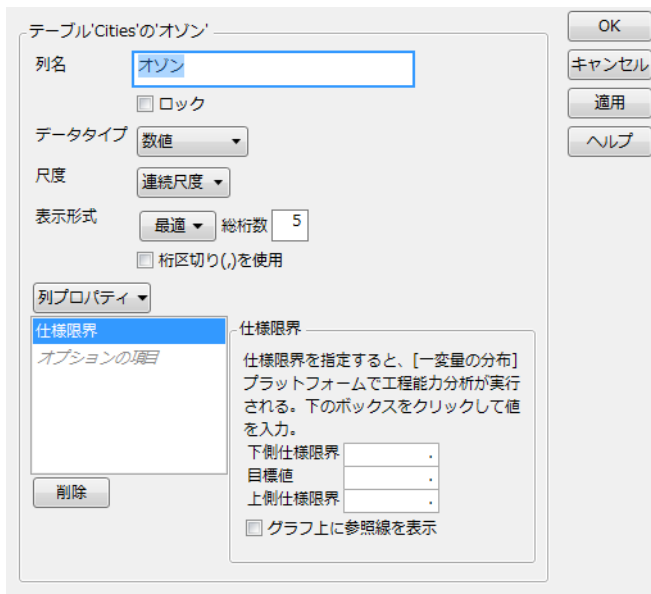 テーブル'Cities'の'オゾン'
列名
オゾン
ロック
データタイプ
数値
尺度
連続尺度
表示形式
最適
総桁数
5
桁区切り(,)を使用
列プロパティ
仕様限界
オプションの項目
削除
仕様限界
仕様限界を指定すると、[一変量の分布]
プラットフォームで工程能力分析が実行
される。下のボックスをクリックして値
を入力。
下側仕様限界 .
目標値 .
上側仕様限界 .
グラフ上に参照線を表示
OK
キャンセル
適用
ヘルプ